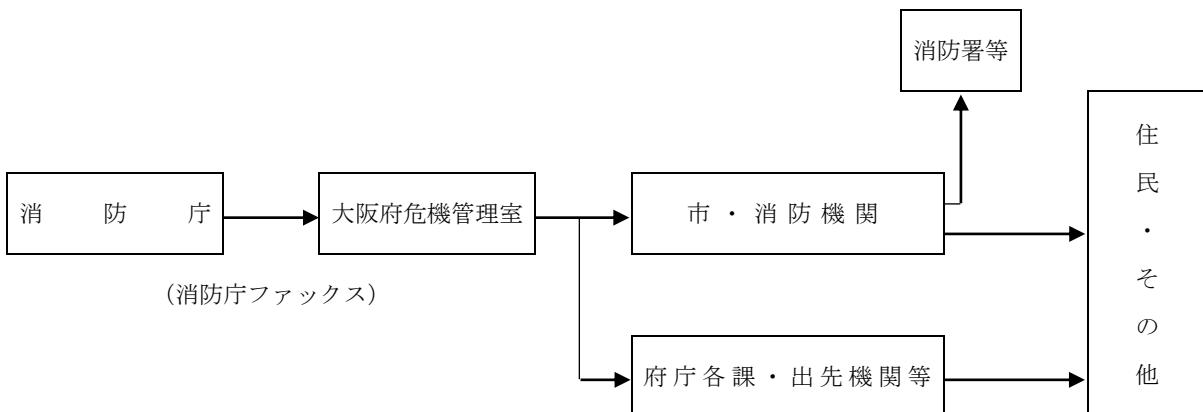 消防署等
消防庁
大阪府危機管理室
市・消防機関
住民・その他
（消防庁ファックス）
府庁各課・出先機関等